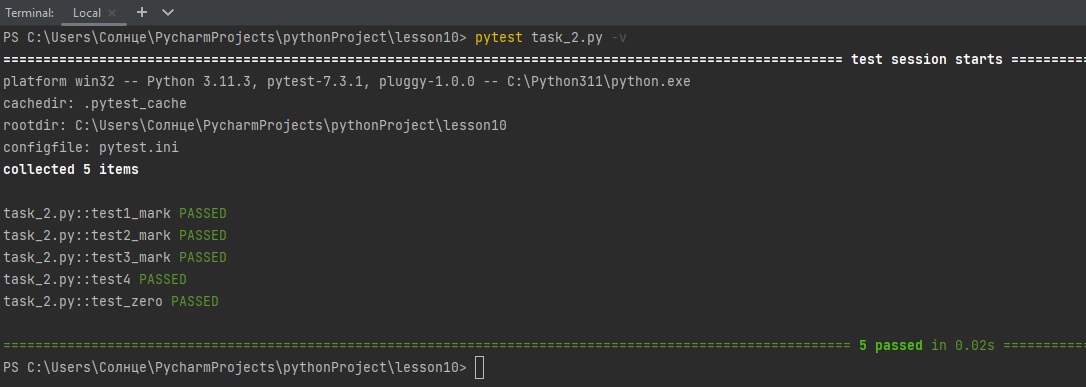 Terminal: Local × + ∨
PS C:\Users\Солнце\PycharmProjects\pythonProject\lesson10> pytest task_2.py -v
========================================================================================================= test session starts ==========
platform win32 -- Python 3.11.3, pytest-7.3.1, pluggy-1.0.0 -- C:\Python311\python.exe
cachedir: .pytest_cache
rootdir: C:\Users\Солнце\PycharmProjects\pythonProject\lesson10
configfile: pytest.ini
collected 5 items
task_2.py::test1_mark PASSED
task_2.py::test2_mark PASSED
task_2.py::test3_mark PASSED
task_2.py::test4 PASSED
task_2.py::test_zero PASSED
========================================================================================================== 5 passed in 0.02s ===========
PS C:\Users\Солнце\PycharmProjects\pythonProject\lesson10>